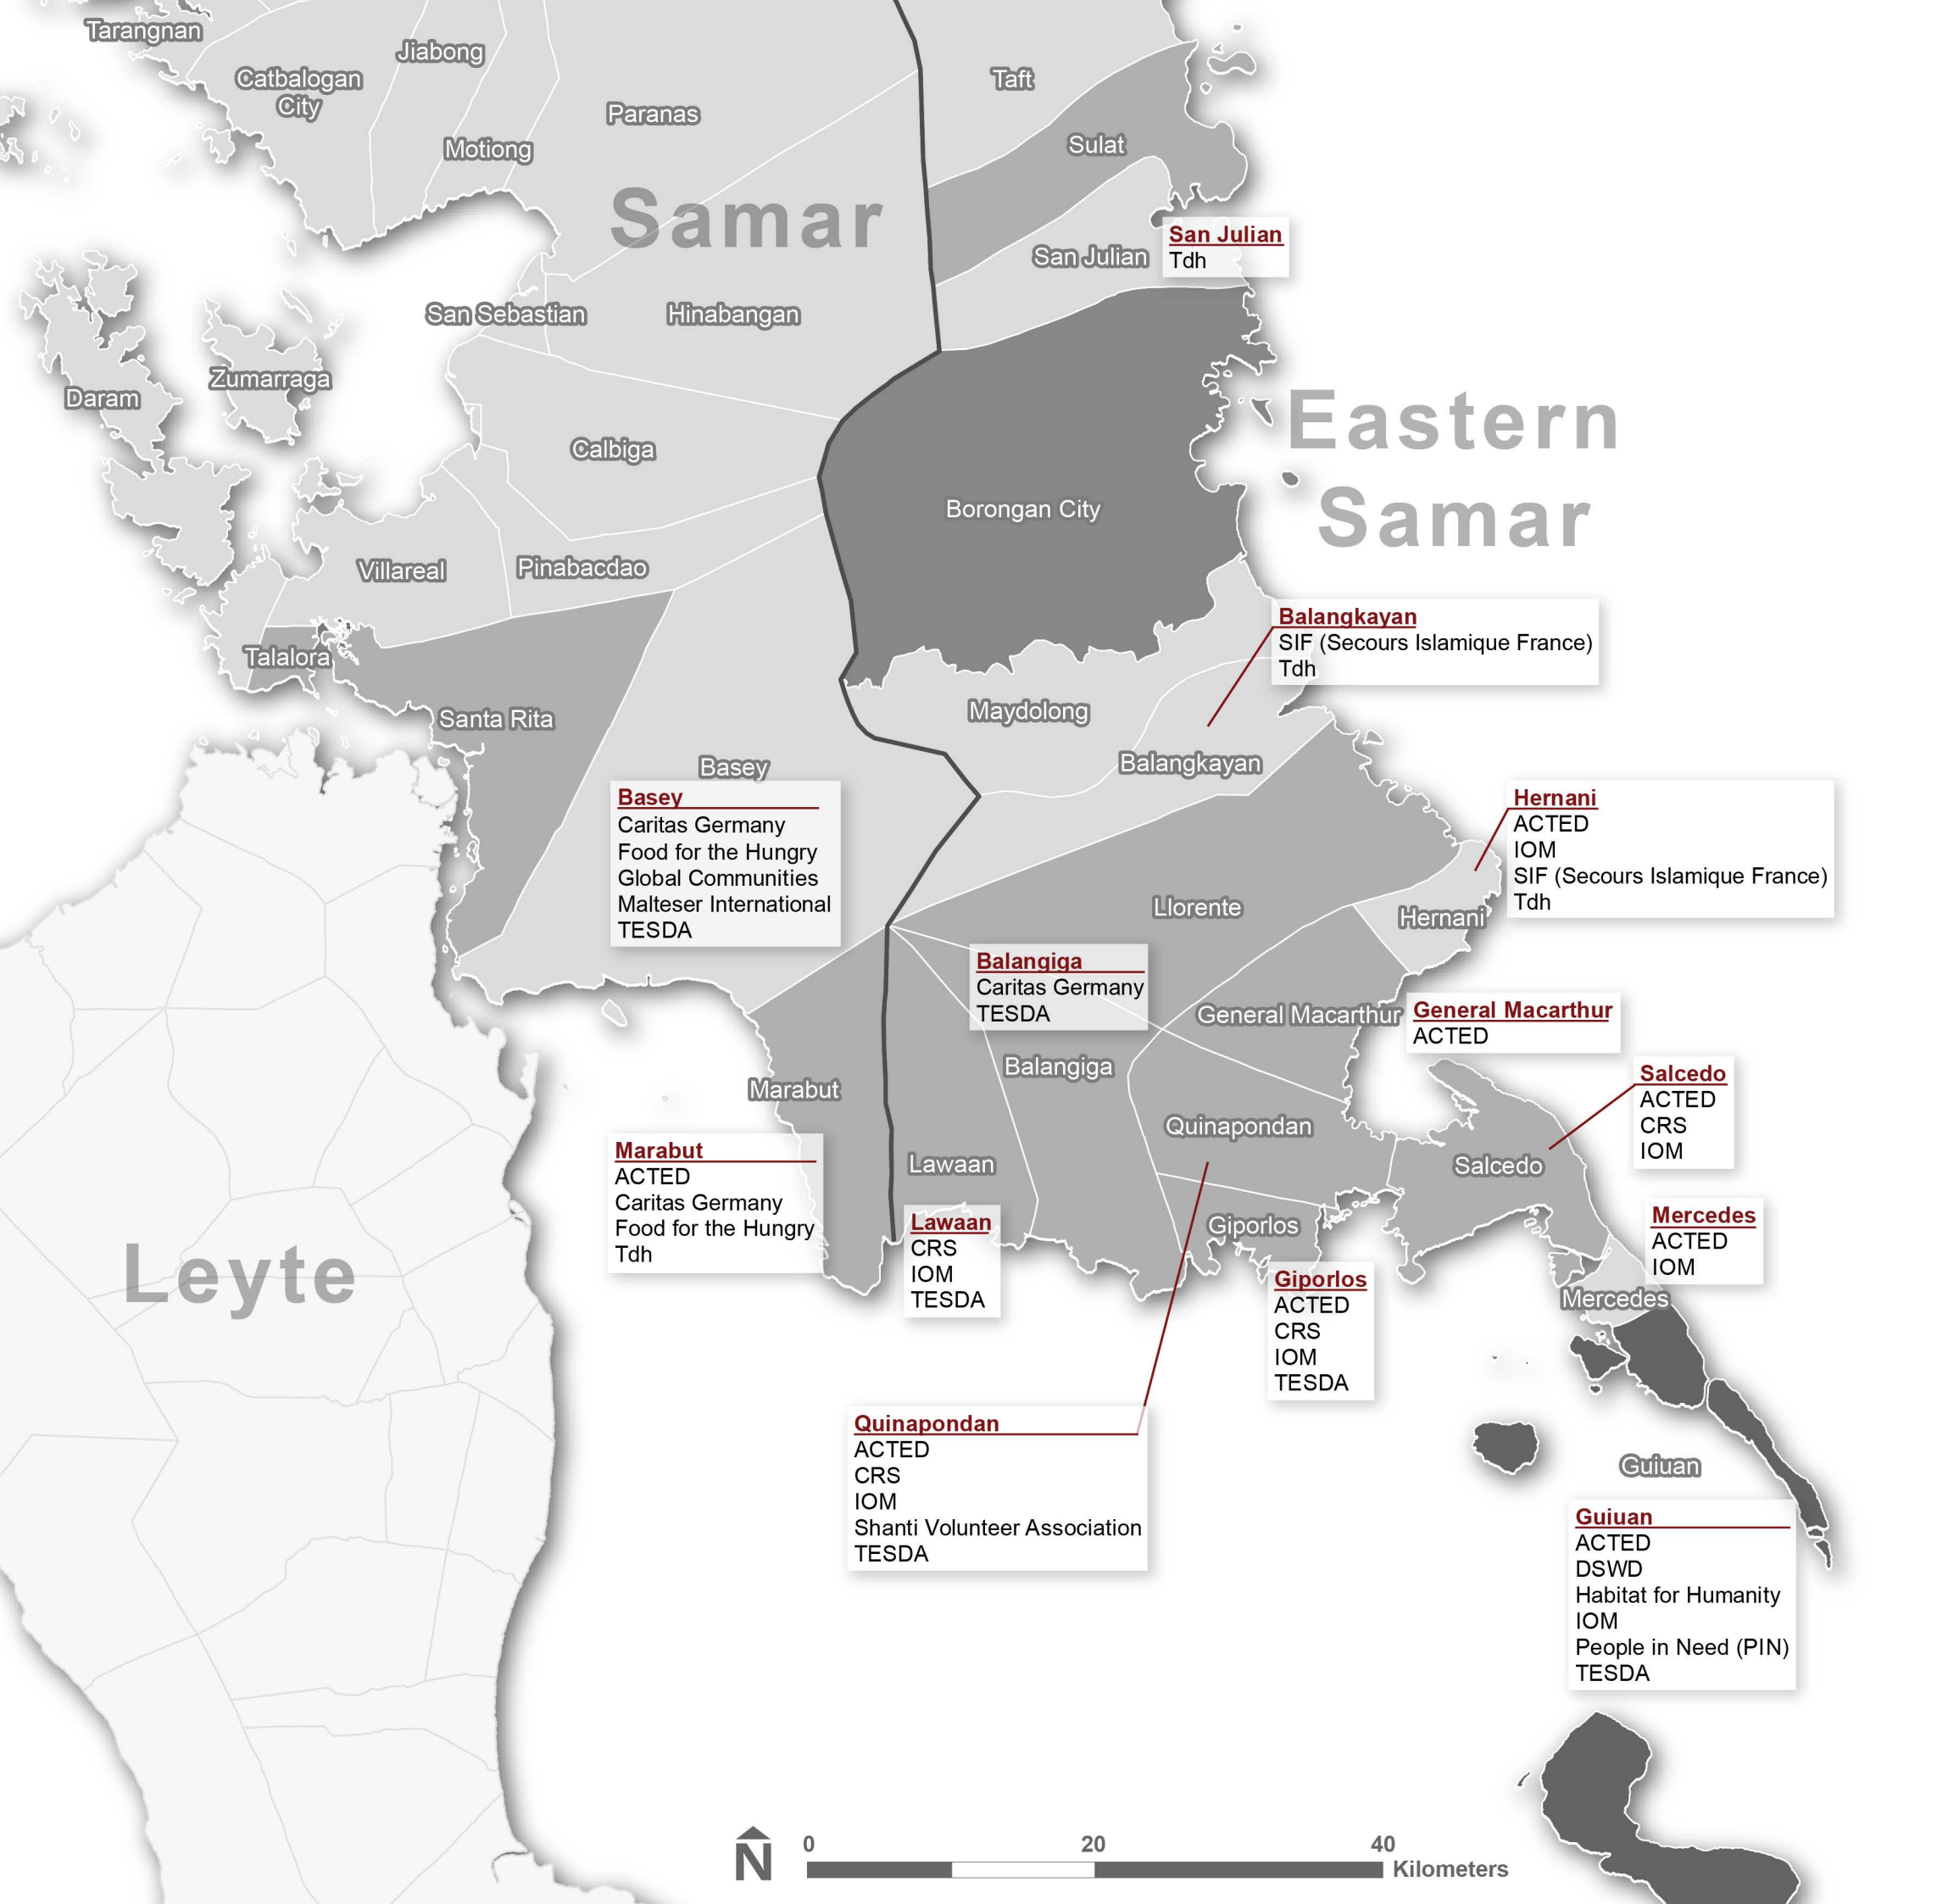 Tarangnan
Jiabong
Catbalogan
City
Taft
Paranas
Motiong
Sulat
Samar
San Julian
San Julian
Tdh
San Sebastian
Hinabangan
Zumarraga
Daram
Eastern
Samar
Calbiga
Borongan City
Villareal
Pinabacdao
Balangkayan
SIF (Secours Islamique France)
Tdh
Talalora
Santa Rita
Maydolong
Balangkayan
Basey
Basey
Caritas Germany
Food for the Hungry
Global Communities
Malteser International
TESDA
Hernani
ACTED
IOM
SIF (Secours Islamique France)
Tdh
Llorente
Hernani
Balangiga
Caritas Germany
TESDA
General Macarthur
General Macarthur
ACTED
Balangiga
Marabut
Salcedo
ACTED
CRS
IOM
Quinapondan
Marabut
ACTED
Caritas Germany
Food for the Hungry
Tdh
Lawaan
Salcedo
Lawaan
CRS
IOM
TESDA
Giporlos
Mercedes
ACTED
IOM
Leyte
Giporlos
ACTED
CRS
IOM
TESDA
Mercedes
Quinapondan
ACTED
CRS
IOM
Shanti Volunteer Association
TESDA
Guiuan
Guiuan
ACTED
DSWD
Habitat for Humanity
IOM
People in Need (PIN)
TESDA
N
0 20 40
Kilometers